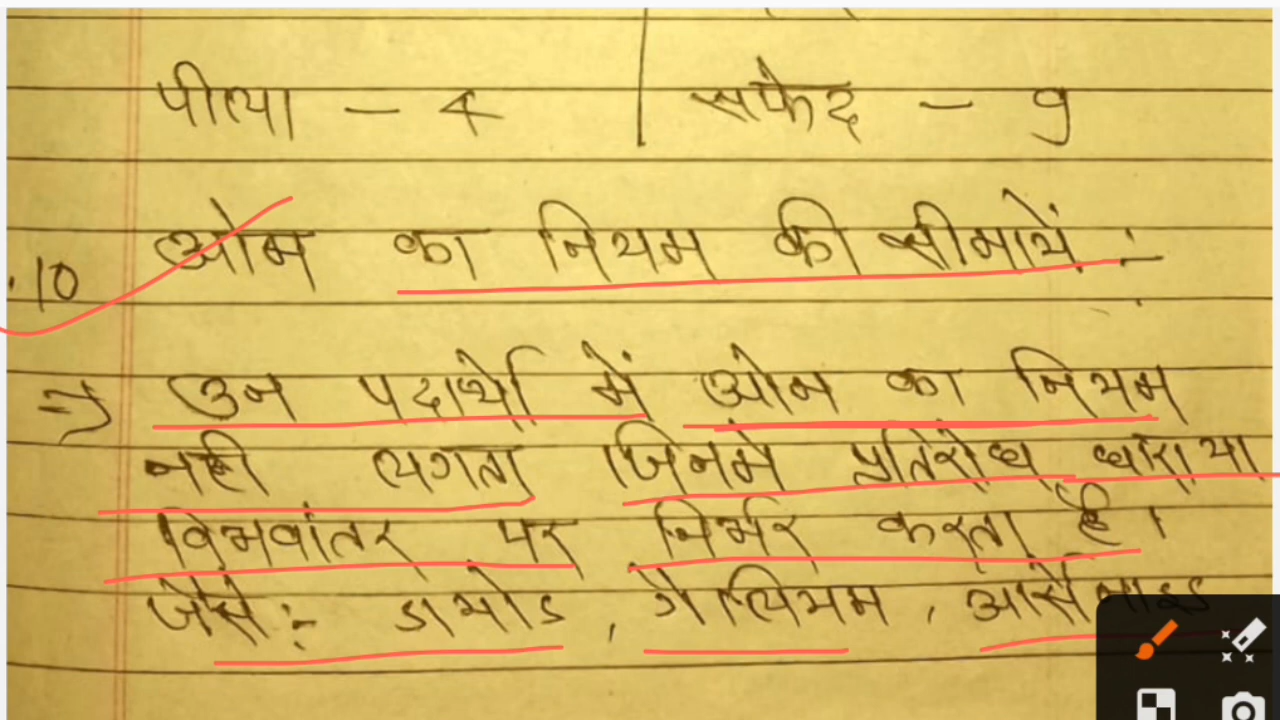 पीला - 4 | सफेद - 9
.10 ओम का नियम की सीमायें :-
⇒ उन पदार्थो में ओम का नियम
नही लगता जिनमे प्रतिरोध धारा या
विभवांतर पर निर्भर करता है।
जैसे:- डायोड, गैलियम, आर्सेनाइड